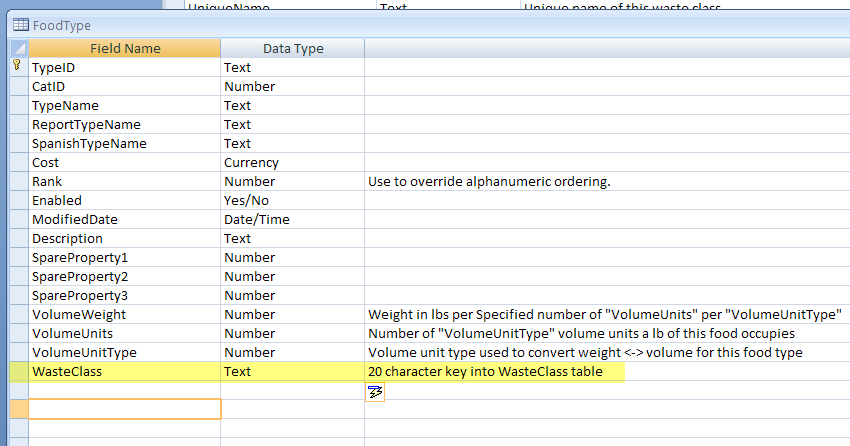 UniqueName Text Unique name of this waste class
FoodType
Field Name Data Type
TypeID Text
CatID Number
TypeName Text
ReportTypeName Text
SpanishTypeName Text
Cost Currency
Rank Number Use to override alphanumeric ordering.
Enabled Yes/No
ModifiedDate Date/Time
Description Text
SpareProperty1 Number
SpareProperty2 Number
SpareProperty3 Number
VolumeWeight Number Weight in lbs per Specified number of "VolumeUnits" per "VolumeUnitType"
VolumeUnits Number Number of "VolumeUnitType" volume units a lb of this food occupies
VolumeUnitType Number Volume unit type used to convert weight <-> volume for this food type
WasteClass Text 20 character key into WasteClass table